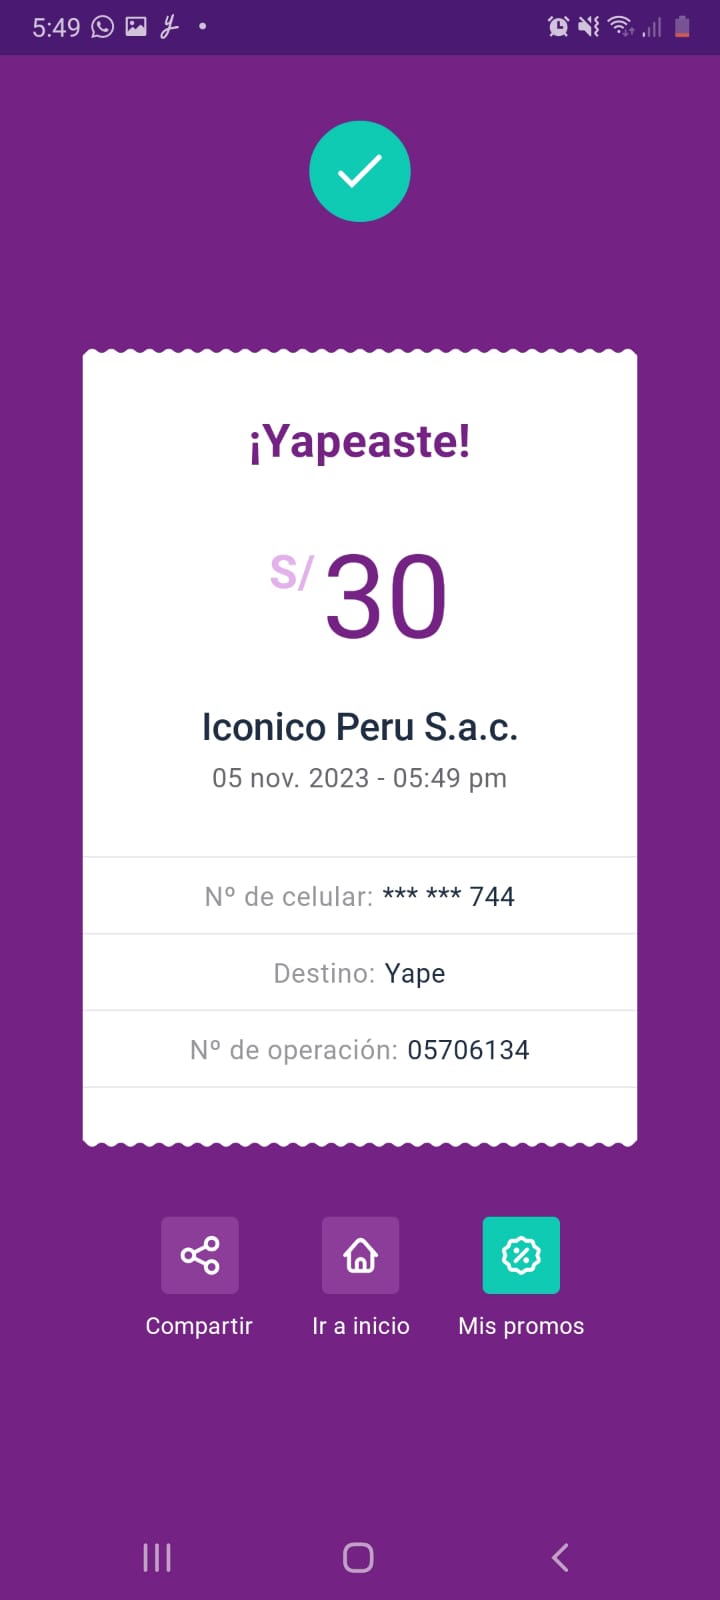 5:49
¡Yapeaste!
S/ 30
Iconico Peru S.a.c.
05 nov. 2023 - 05:49 pm
Nº de celular: *** *** 744
Destino: Yape
Nº de operación: 05706134
Compartir Ir a inicio Mis promos